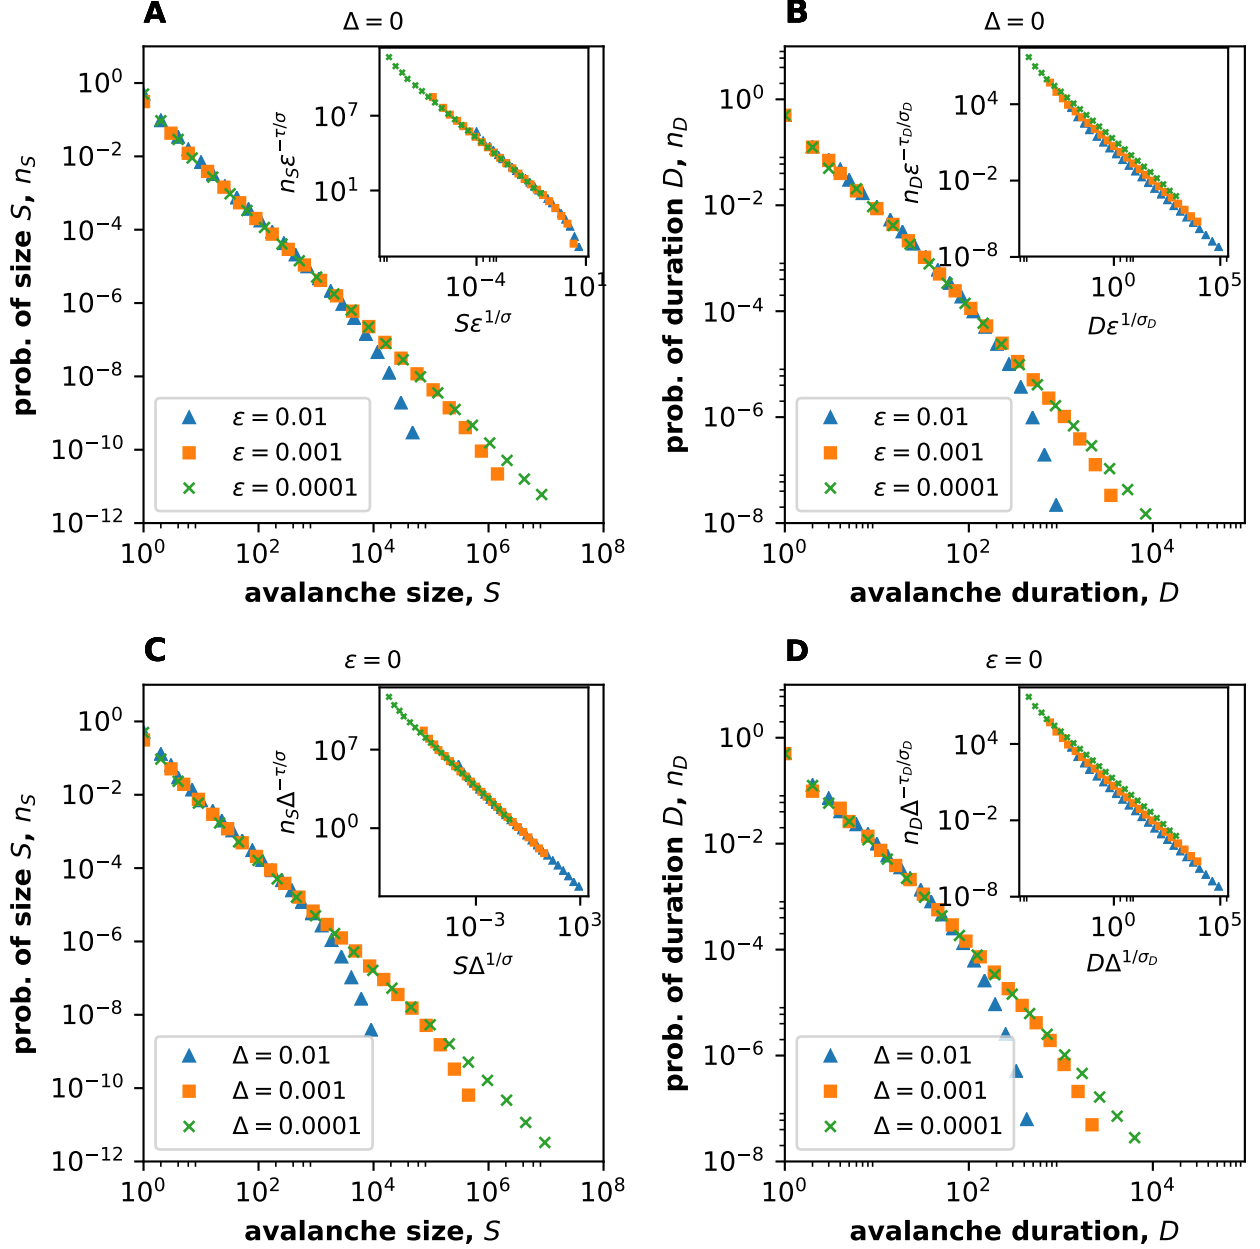 A
Δ = 0
prob. of size S, n_S
10^0
10^−2
10^−4
10^−6
10^−8
10^−10
10^−12
10^0 10^2 10^4 10^6 10^8
avalanche size, S
ε = 0.01
ε = 0.001
ε = 0.0001
n_S ε^{−τ/σ}
10^7
10^1
10^−4 10^1
Sε^{1/σ}
B
Δ = 0
prob. of duration D, n_D
10^0
10^−2
10^−4
10^−6
10^−8
10^0 10^2 10^4
avalanche duration, D
ε = 0.01
ε = 0.001
ε = 0.0001
n_D ε^{−τ_D/σ_D}
10^4
10^−2
10^−8
10^0 10^5
Dε^{1/σ_D}
C
ε = 0
prob. of size S, n_S
10^0
10^−2
10^−4
10^−6
10^−8
10^−10
10^−12
10^0 10^2 10^4 10^6 10^8
avalanche size, S
Δ = 0.01
Δ = 0.001
Δ = 0.0001
n_S Δ^{−τ/σ}
10^7
10^0
10^−3 10^3
SΔ^{1/σ}
D
ε = 0
prob. of duration D, n_D
10^0
10^−2
10^−4
10^−6
10^−8
10^0 10^2 10^4
avalanche duration, D
Δ = 0.01
Δ = 0.001
Δ = 0.0001
n_D Δ^{−τ_D/σ_D}
10^4
10^−2
10^−8
10^0 10^5
DΔ^{1/σ_D}